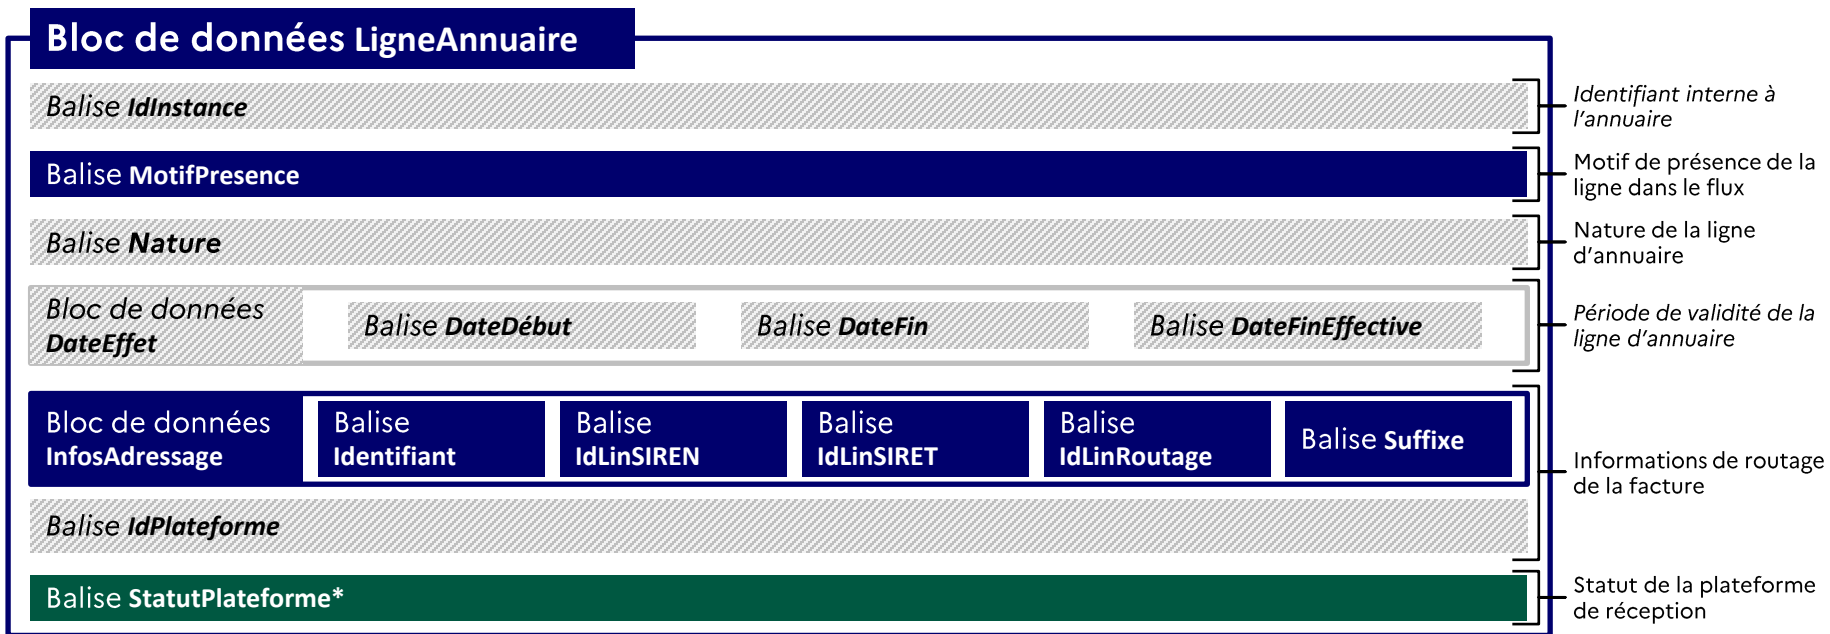 Bloc de données LigneAnnuaire
Balise IdInstance
Identifiant interne à
l'annuaire
Balise MotifPresence
Motif de présence de la
ligne dans le flux
Balise Nature
Nature de la ligne
d'annuaire
Bloc de données
DateEffet
Balise DateDébut
Balise DateFin
Balise DateFinEffective
Période de validité de la
ligne d'annuaire
Bloc de données
InfosAdressage
Balise
Identifiant
Balise
IdLinSIREN
Balise
IdLinSIRET
Balise
IdLinRoutage
Balise Suffixe
Informations de routage
de la facture
Balise IdPlateforme
Balise StatutPlateforme*
Statut de la plateforme
de réception